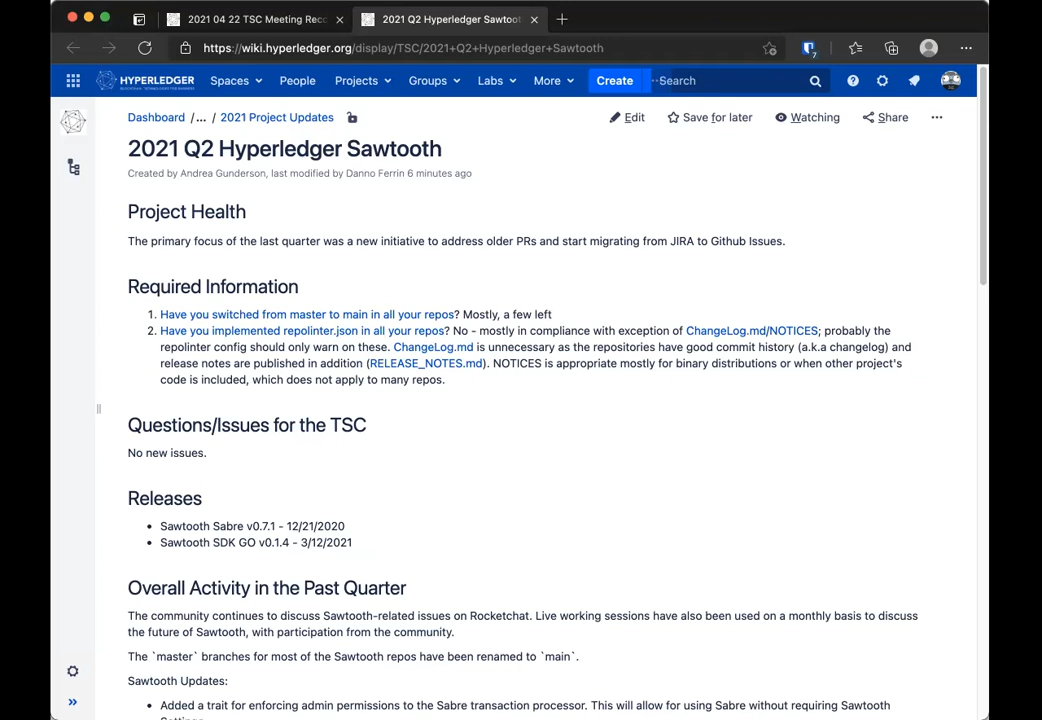 2021 04 22 TSC Meeting Reco
2021 Q2 Hyperledger Sawtoot
https://wiki.hyperledger.org/display/TSC/2021+Q2+Hyperledger+Sawtooth
7
HYPERLEDGER
Spaces
People
Projects
Groups
Labs
More
Create
Search
Dashboard /... / 2021 Project Updates
Edit
Save for later
Watching
Share
2021 Q2 Hyperledger Sawtooth
Created by Andrea Gunderson, last modified by Danno Ferrin 6 minutes ago
Project Health
The primary focus of the last quarter was a new initiative to address older PRs and start migrating from JIRA to Github Issues.
Required Information
1. Have you switched from master to main in all your repos? Mostly, a few left
2. Have you implemented repolinter.json in all your repos? No - mostly in compliance with exception of ChangeLog.md/NOTICES; probably the
repolinter config should only warn on these. ChangeLog.md is unnecessary as the repositories have good commit history (a.k.a changelog) and
release notes are published in addition (RELEASE_NOTES.md). NOTICES is appropriate mostly for binary distributions or when other project's
code is included, which does not apply to many repos.
Questions/Issues for the TSC
No new issues.
Releases
• Sawtooth Sabre v0.7.1 - 12/21/2020
• Sawtooth SDK GO v0.1.4 - 3/12/2021
Overall Activity in the Past Quarter
The community continues to discuss Sawtooth-related issues on Rocketchat. Live working sessions have also been used on a monthly basis to discuss
the future of Sawtooth, with participation from the community.
The `master` branches for most of the Sawtooth repos have been renamed to `main`.
Sawtooth Updates:
• Added a trait for enforcing admin permissions to the Sabre transaction processor. This will allow for using Sabre without requiring Sawtooth